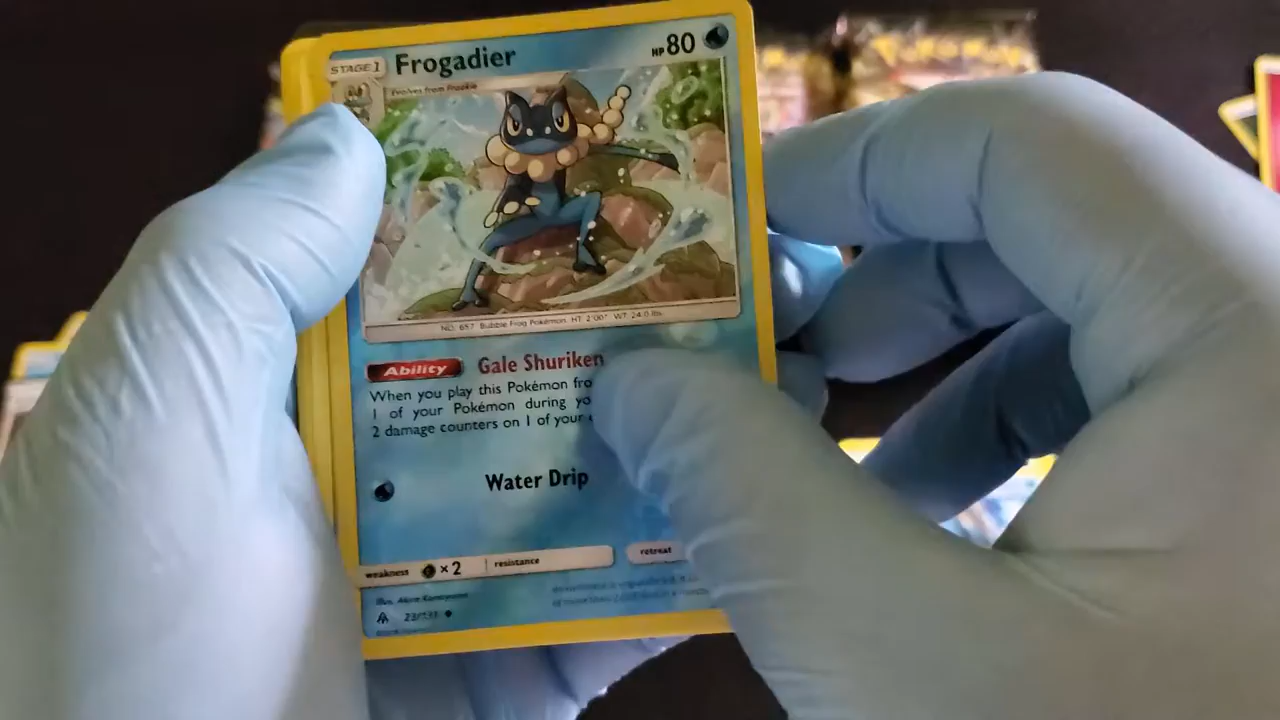 STAGE 1 Frogadier HP 80
Evolves from Froakie
NO. 657 Bubble Frog Pokémon HT: 2'00" WT: 24.0 lbs
Ability Gale Shuriken
When you play this Pokémon fro
1 of your Pokémon during yo
2 damage counters on 1 of your
Water Drip
weakness ×2 resistance retreat
Illus.
23/131